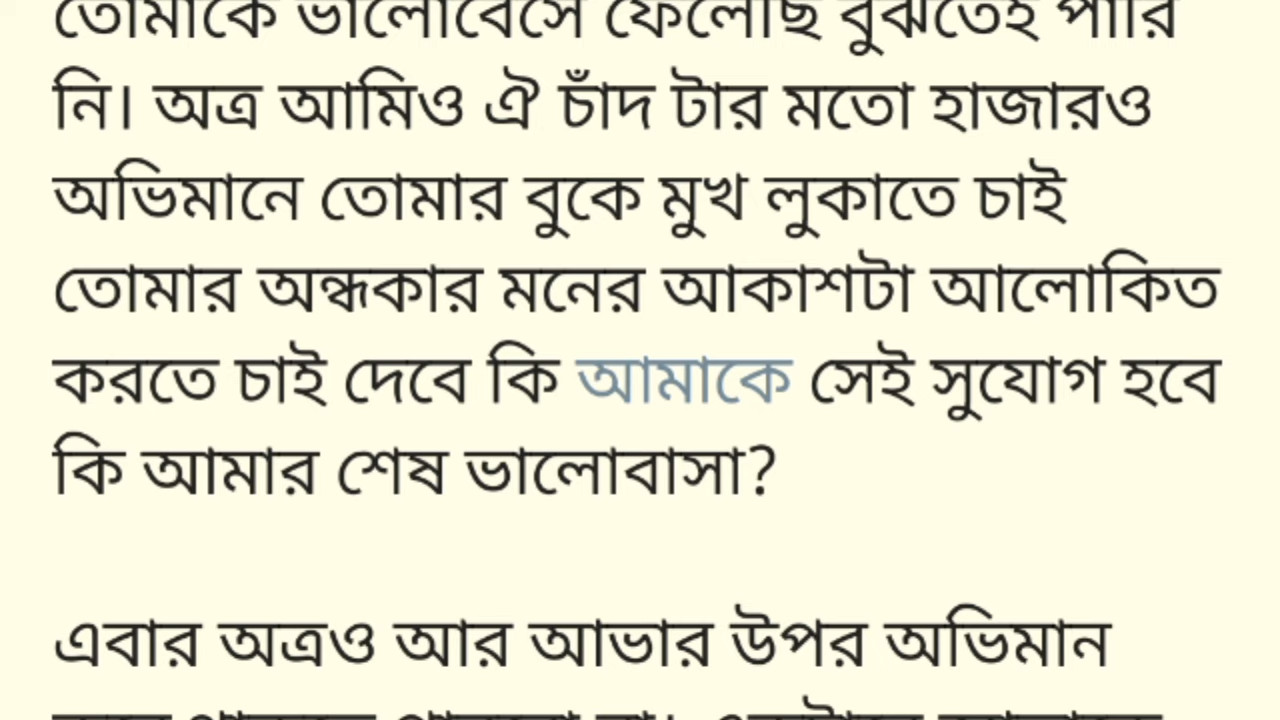 তোমাকে ভালোবেসে ফেলেছি বুঝতেই পারি
নি। অত্র আমিও ঐ চাঁদ টার মতো হাজারও
অভিমানে তোমার বুকে মুখ লুকাতে চাই
তোমার অন্ধকার মনের আকাশটা আলোকিত
করতে চাই দেবে কি আমাকে সেই সুযোগ হবে
কি আমার শেষ ভালোবাসা?
এবার অত্রও আর আভার উপর অভিমান